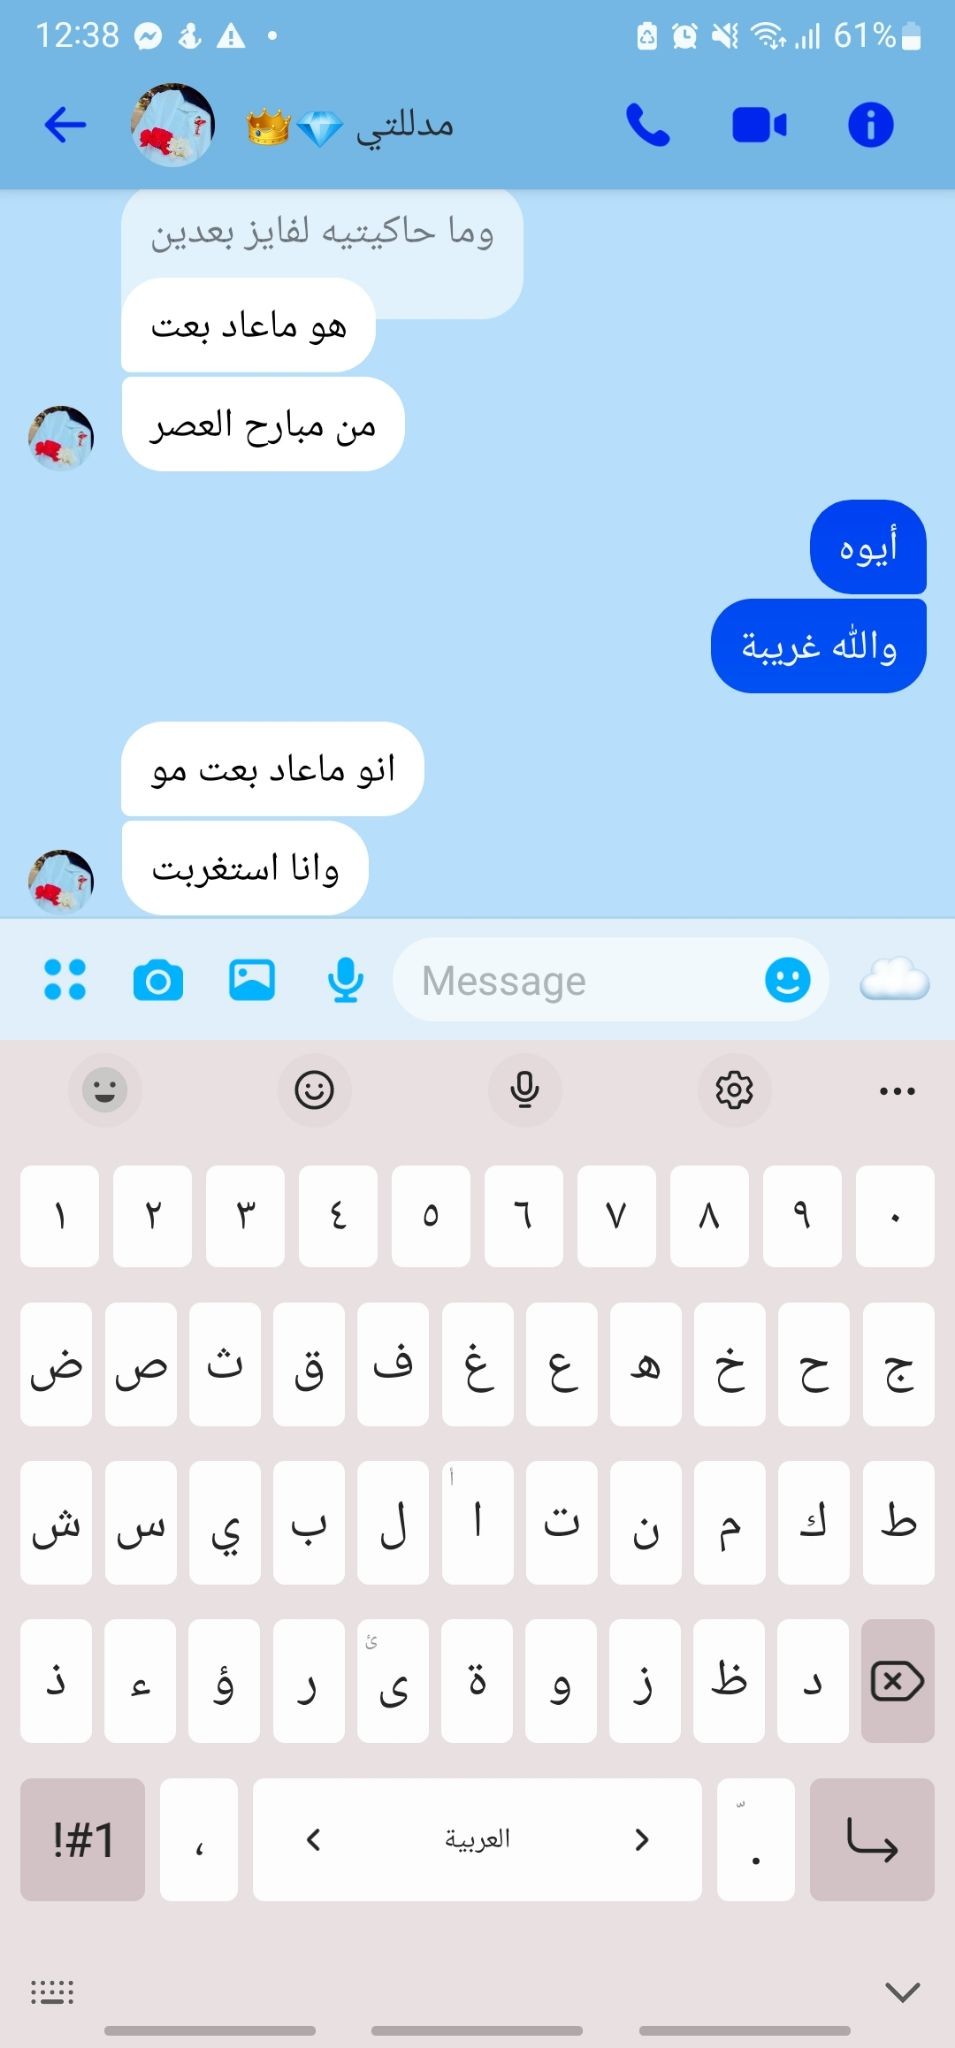 12:38
61%
مدللتي 💎👑
وما حاكيتيه لفايز بعدين
هو ماعاد بعت
من مبارح العصر
أيوه
والله غريبة
انو ماعاد بعت مو
وانا استغربت
Message
١ ٢ ٣ ٤ ٥ ٦ ٧ ٨ ٩ ٠
ض ص ث ق ف غ ع ه خ ح ج
ش س ي ب ل ا أ ت ن م ك ط
ذ ء ؤ ر ى ئ ة و ز ظ د
!#1 ، < العربية > .